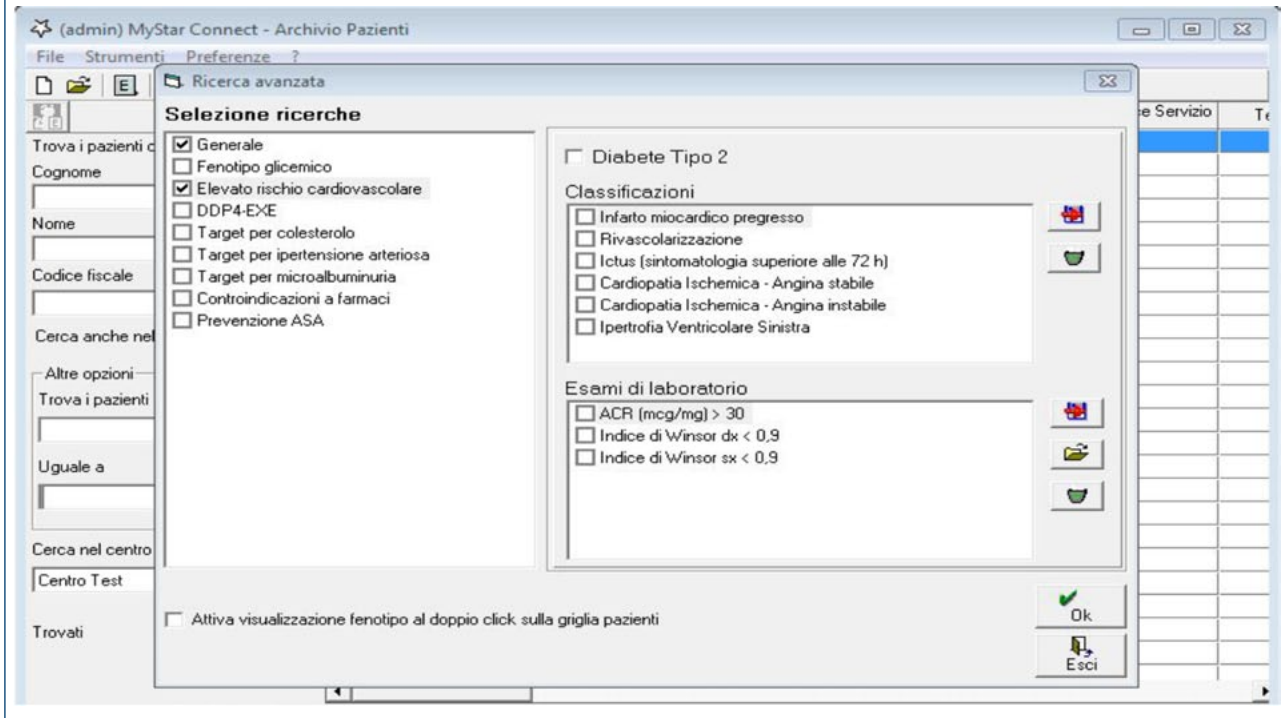 (admin) MyStar Connect - Archivio Pazienti
File Strumenti Preferenze ?
E
Ricerca avanzata
Selezione ricerche
Generale
Fenotipo glicemico
Elevato rischio cardiovascolare
DDP4-EXE
Target per colesterolo
Target per ipertensione arteriosa
Target per microalbuminuria
Controindicazioni a farmaci
Prevenzione ASA
Diabete Tipo 2
Classificazioni
Infarto miocardico pregresso
Rivascolarizzazione
Ictus (sintomatologia superiore alle 72 h)
Cardiopatia Ischemica - Angina stabile
Cardiopatia Ischemica - Angina instabile
Ipertrofia Ventricolare Sinistra
Esami di laboratorio
ACR (mcg/mg) > 30
Indice di Winsor dx < 0,9
Indice di Winsor sx < 0,9
Attiva visualizzazione fenotipo al doppio click sulla griglia pazienti
Ok
Esci
Trova i pazienti c
Cognome
Nome
Codice fiscale
Cerca anche nel
Altre opzioni
Trova i pazienti
Uguale a
Cerca nel centro
Centro Test
Trovati
ce Servizio
Te